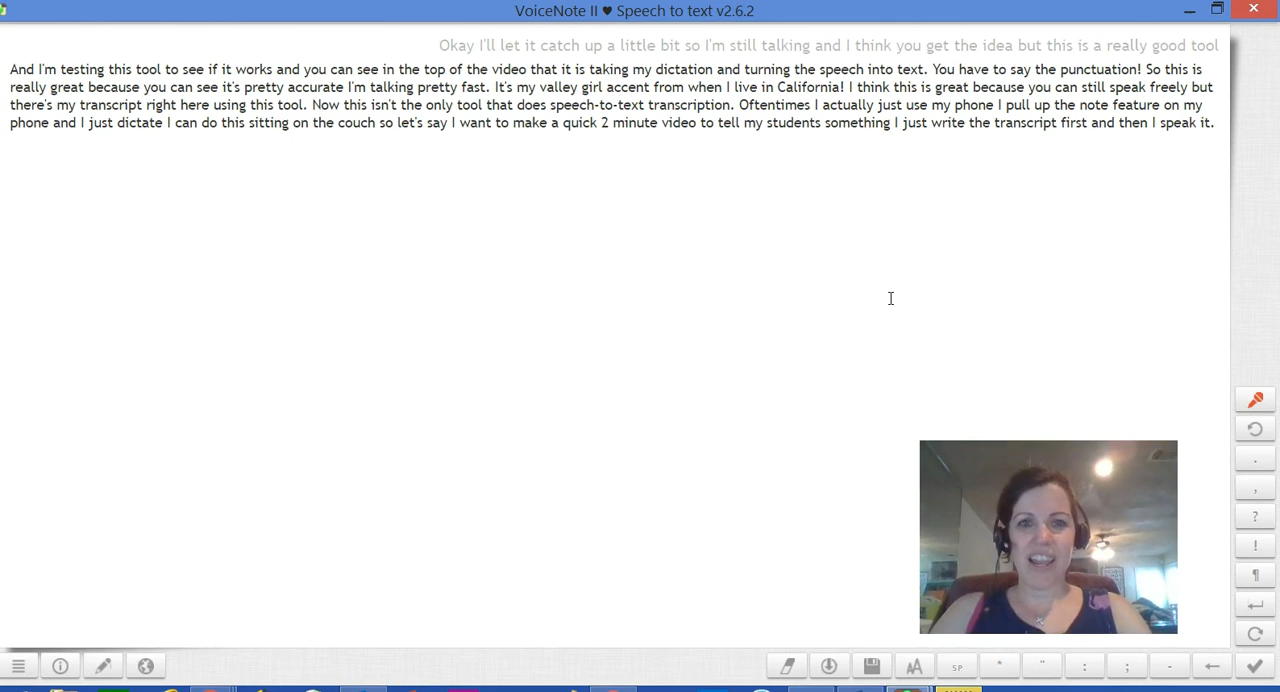 VoiceNote II ♥ Speech to text v2.6.2
Okay I'll let it catch up a little bit so I'm still talking and I think you get the idea but this is a really good tool
And I'm testing this tool to see if it works and you can see in the top of the video that it is taking my dictation and turning the speech into text. You have to say the punctuation! So this is
really great because you can see it's pretty accurate I'm talking pretty fast. It's my valley girl accent from when I live in California! I think this is great because you can still speak freely but
there's my transcript right here using this tool. Now this isn't the only tool that does speech-to-text transcription. Oftentimes I actually just use my phone I pull up the note feature on my
phone and I just dictate I can do this sitting on the couch so let's say I want to make a quick 2 minute video to tell my students something I just write the transcript first and then I speak it.
.
,
?
!
¶
AA
SP
*
"
:
;
-